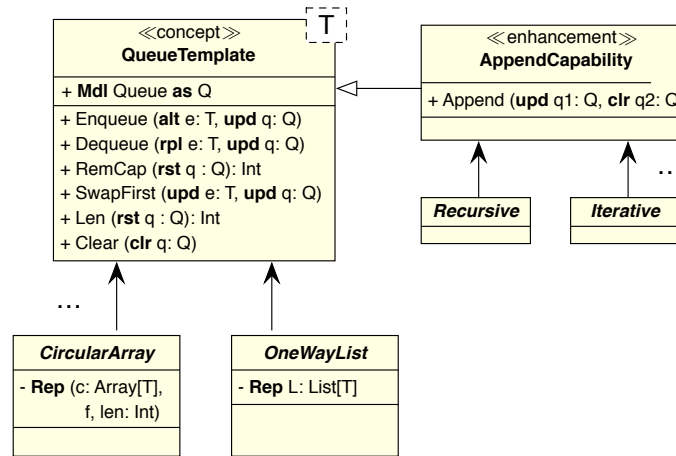 ≪concept≫
T
QueueTemplate
+ Mdl Queue as Q
+ Enqueue (alt e: T, upd q: Q)
+ Dequeue (rpl e: T, upd q: Q)
+ RemCap (rst q : Q): Int
+ SwapFirst (upd e: T, upd q: Q)
+ Len (rst q : Q): Int
+ Clear (clr q: Q)
≪enhancement≫
AppendCapability
+ Append (upd q1: Q, clr q2: Q
...
Recursive
Iterative
...
CircularArray
- Rep (c: Array[T],
f, len: Int)
OneWayList
- Rep L: List[T]